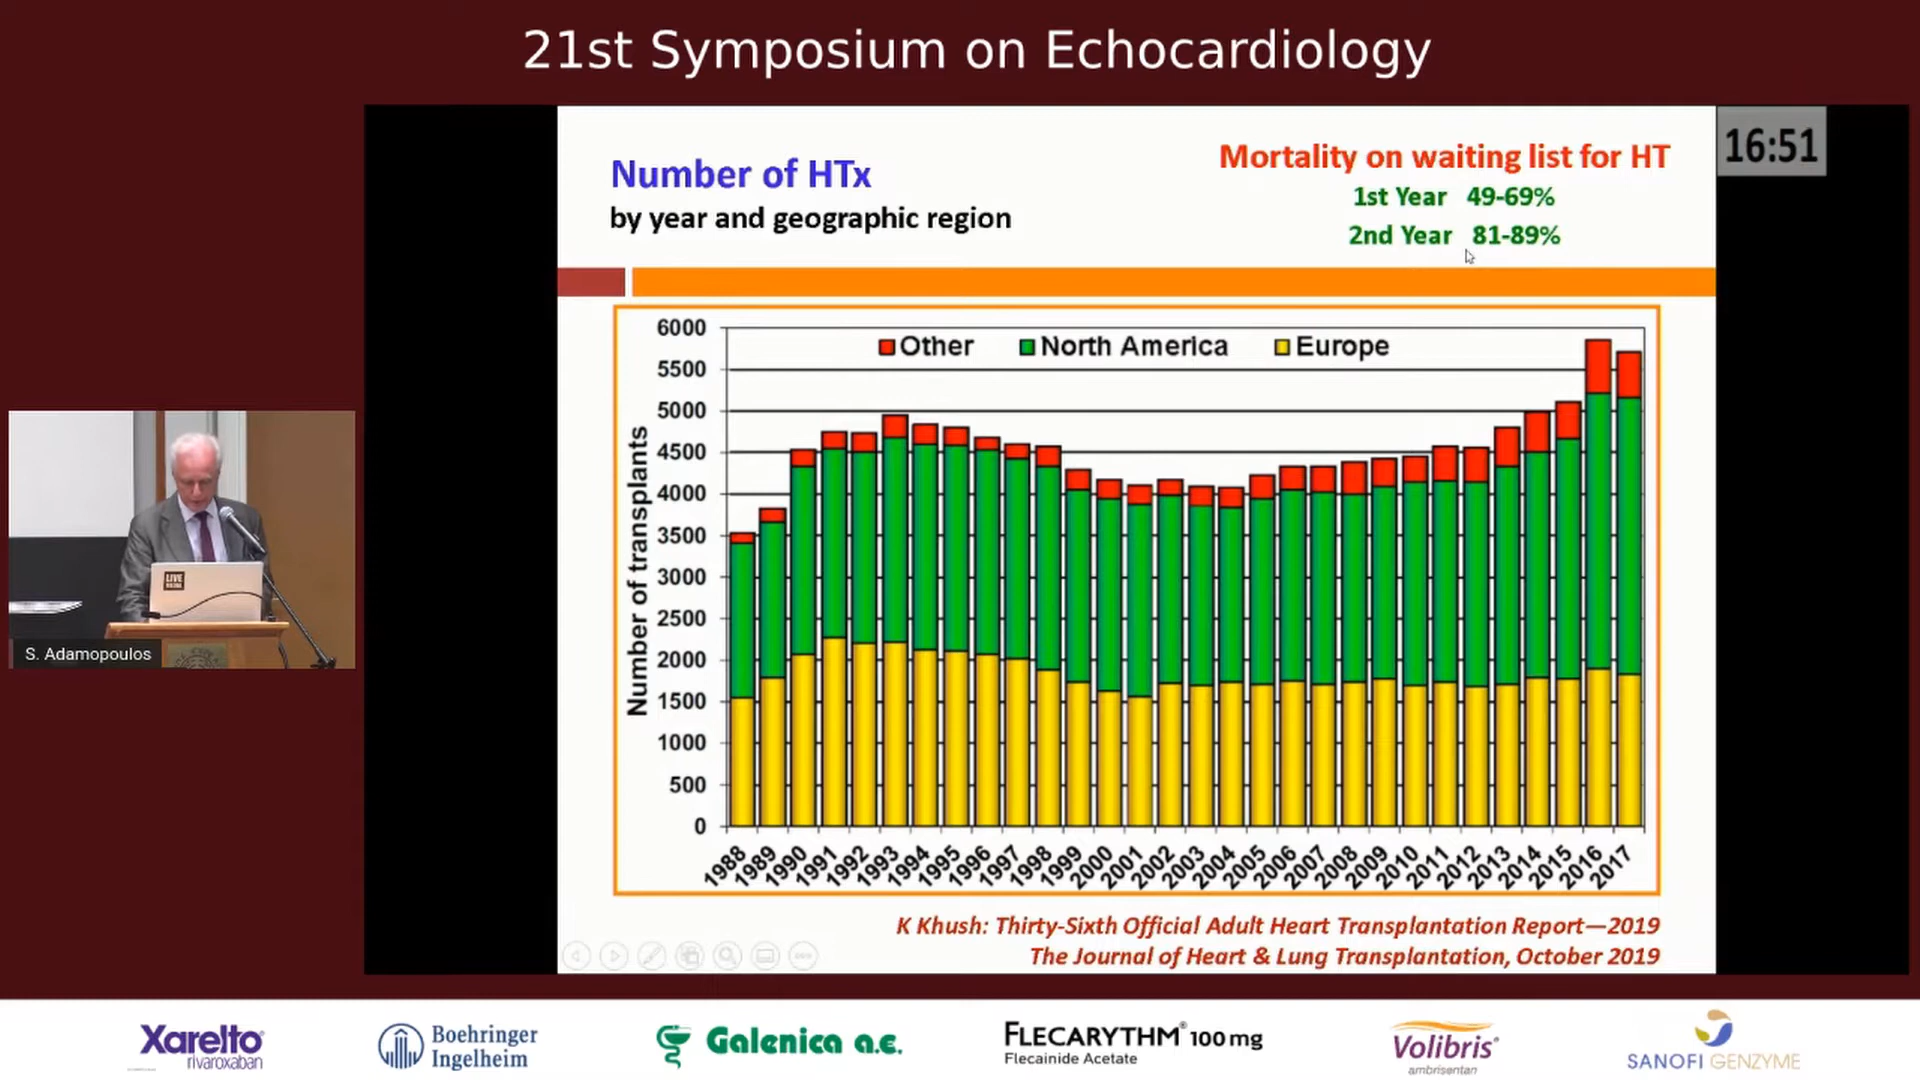 21st Symposium on Echocardiology
16:51
Number of HTx
by year and geographic region
Mortality on waiting list for HT
1st Year 49-69%
2nd Year 81-89%
Other North America Europe
Number of transplants
6000
5500
5000
4500
4000
3500
3000
2500
2000
1500
1000
500
0
1988 1989 1990 1991 1992 1993 1994 1995 1996 1997 1998 1999 2000 2001 2002 2003 2004 2005 2006 2007 2008 2009 2010 2011 2012 2013 2014 2015 2016 2017
K Khush: Thirty-Sixth Official Adult Heart Transplantation Report—2019
The Journal of Heart & Lung Transplantation, October 2019
LIVE
S. Adamopoulos
Xarelto
rivaroxaban
Boehringer
Ingelheim
Galenica a.e.
FLECARYTHM® 100 mg
Flecainide Acetate
Volibris®
ambrisentan
SANOFI GENZYME